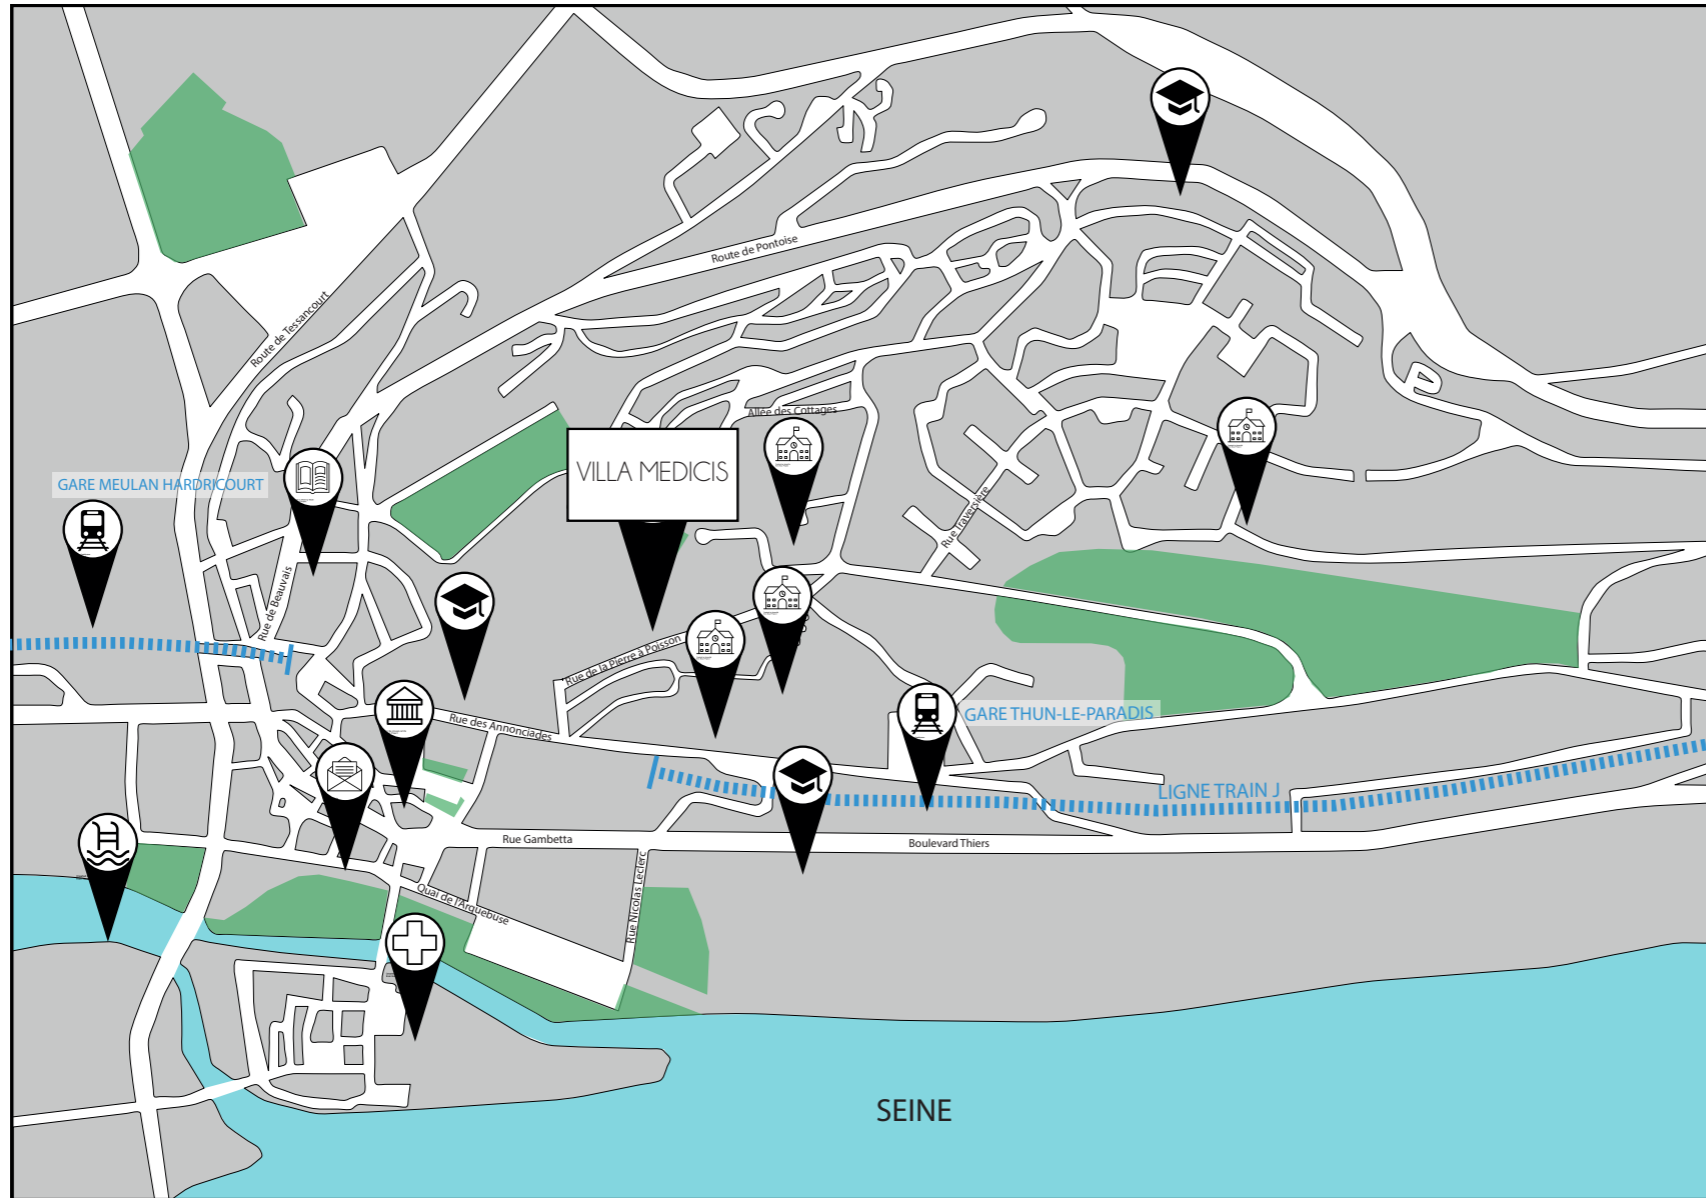 Route de Pontoise
Route de Tessancourt
Allée des Cottages
VILLA MEDICIS
GARE MEULAN HARDRICOURT
Rue Traversière
Rue de Beauvais
Rue de la Pierre à Poisson
GARE THUN-LE-PARADIS
Rue des Annonciades
LIGNE TRAIN J
Rue Gambetta
Boulevard Thiers
Quai de l'Arquebuse
Rue Nicolas Leclerc
SEINE